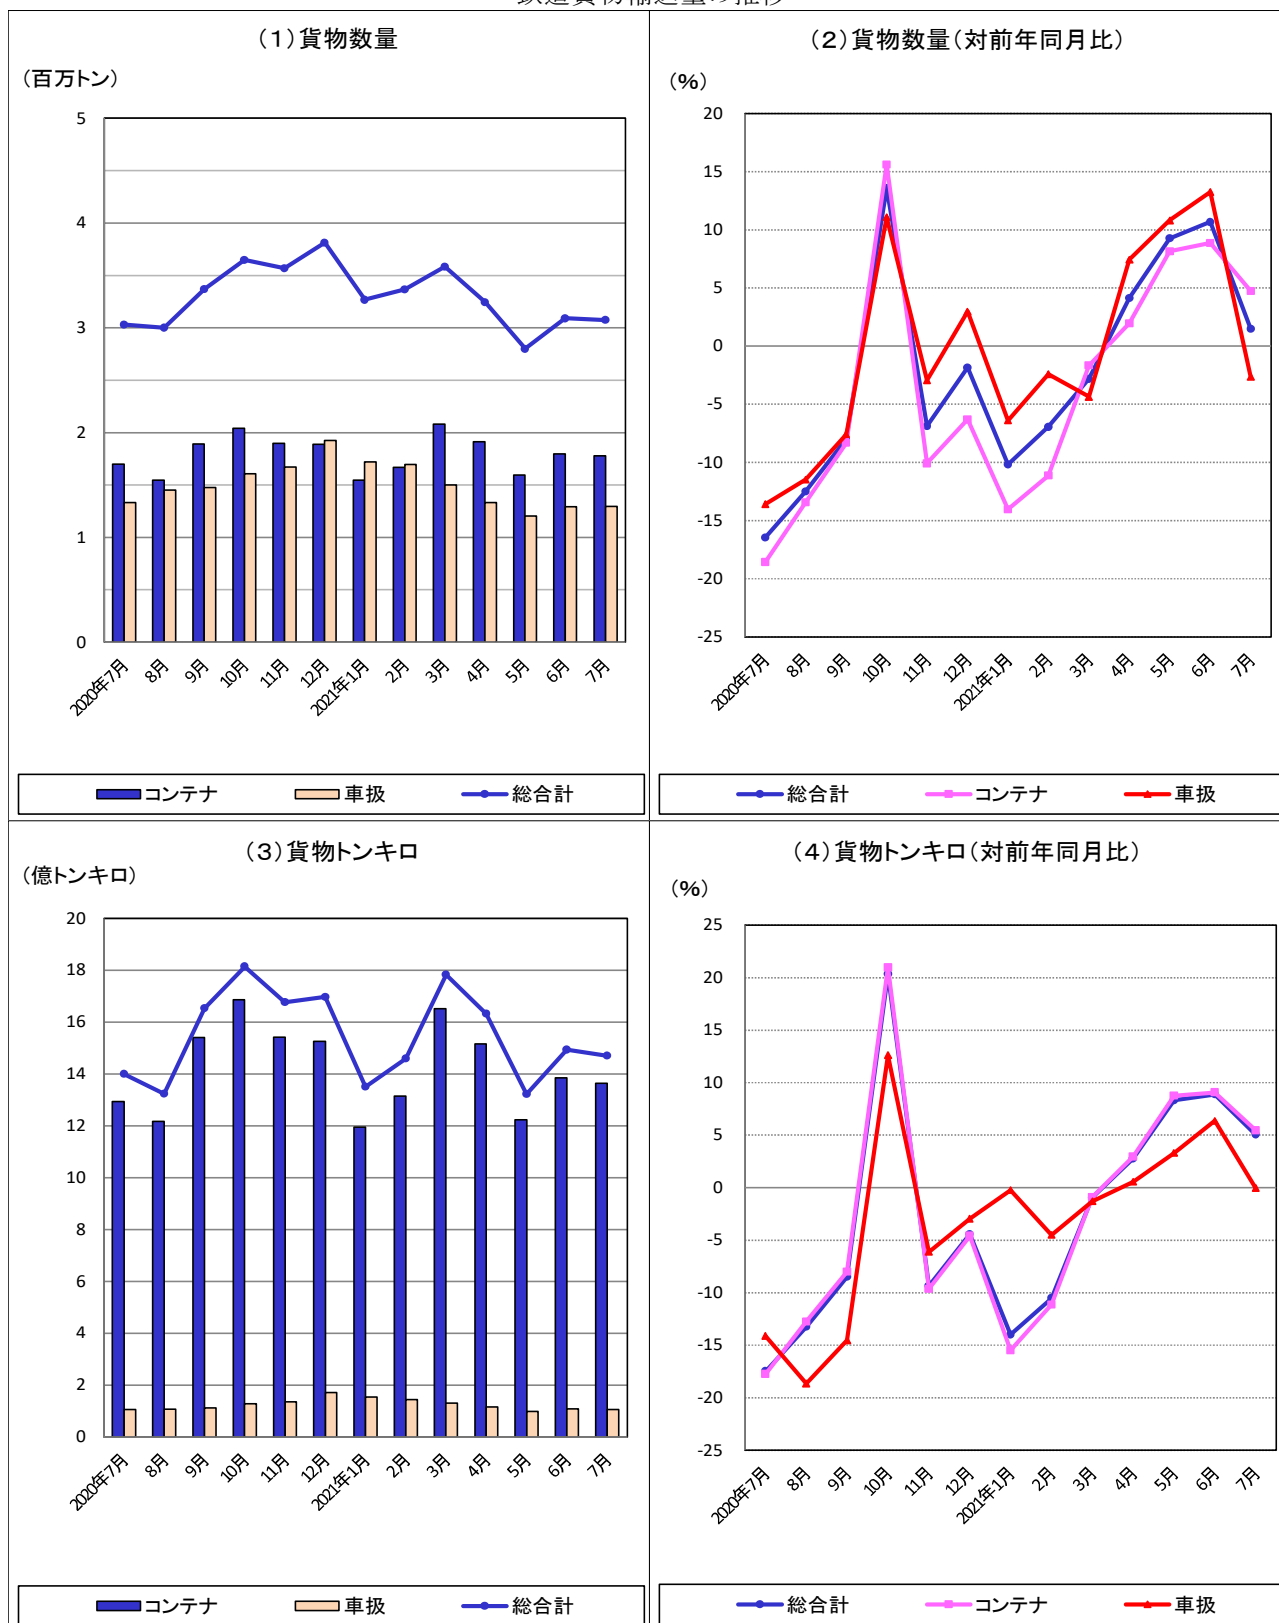 （1）貨物数量
（百万トン）
5
4
3
2
1
0
2020年7月 8月 9月 10月 11月 12月 2021年1月 2月 3月 4月 5月 6月 7月
コンテナ 車扱 総合計
（2）貨物数量（対前年同月比）
（%）
20
15
10
5
0
-5
-10
-15
-20
-25
2020年7月 8月 9月 10月 11月 12月 2021年1月 2月 3月 4月 5月 6月 7月
総合計 コンテナ 車扱
（3）貨物トンキロ
（億トンキロ）
20
18
16
14
12
10
8
6
4
2
0
2020年7月 8月 9月 10月 11月 12月 2021年1月 2月 3月 4月 5月 6月 7月
コンテナ 車扱 総合計
（4）貨物トンキロ（対前年同月比）
（%）
25
20
15
10
5
0
-5
-10
-15
-20
-25
2020年7月 8月 9月 10月 11月 12月 2021年1月 2月 3月 4月 5月 6月 7月
総合計 コンテナ 車扱